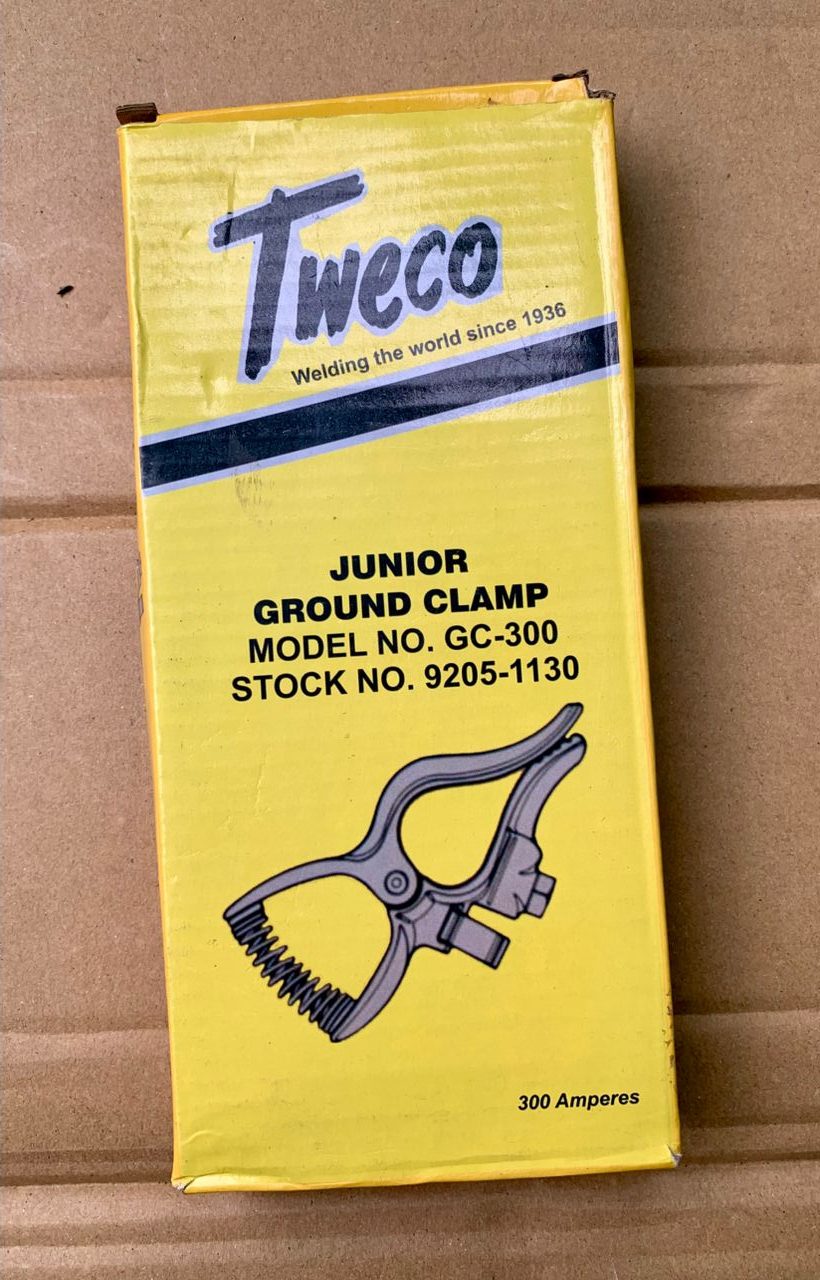 Tweco
Welding the world since 1936
JUNIOR
GROUND CLAMP
MODEL NO. GC-300
STOCK NO. 9205-1130
300 Amperes